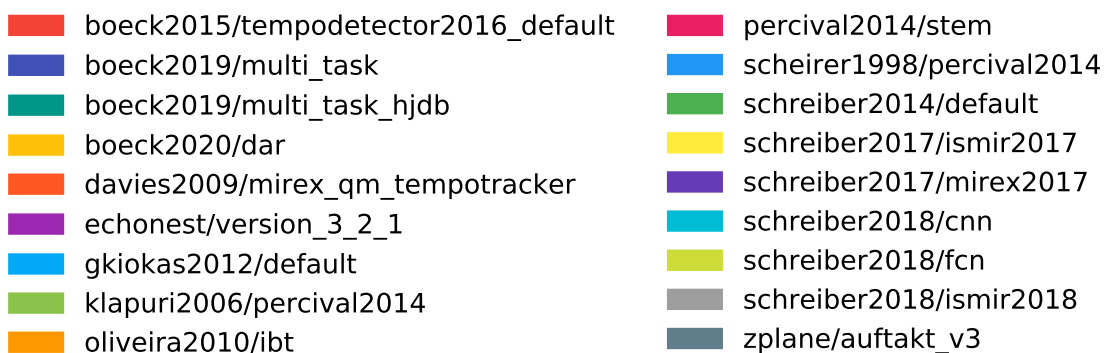 boeck2015/tempodetector2016_default
boeck2019/multi_task
boeck2019/multi_task_hjdb
boeck2020/dar
davies2009/mirex_qm_tempotracker
echonest/version_3_2_1
gkiokas2012/default
klapuri2006/percival2014
oliveira2010/ibt
percival2014/stem
scheirer1998/percival2014
schreiber2014/default
schreiber2017/ismir2017
schreiber2017/mirex2017
schreiber2018/cnn
schreiber2018/fcn
schreiber2018/ismir2018
zplane/auftakt_v3